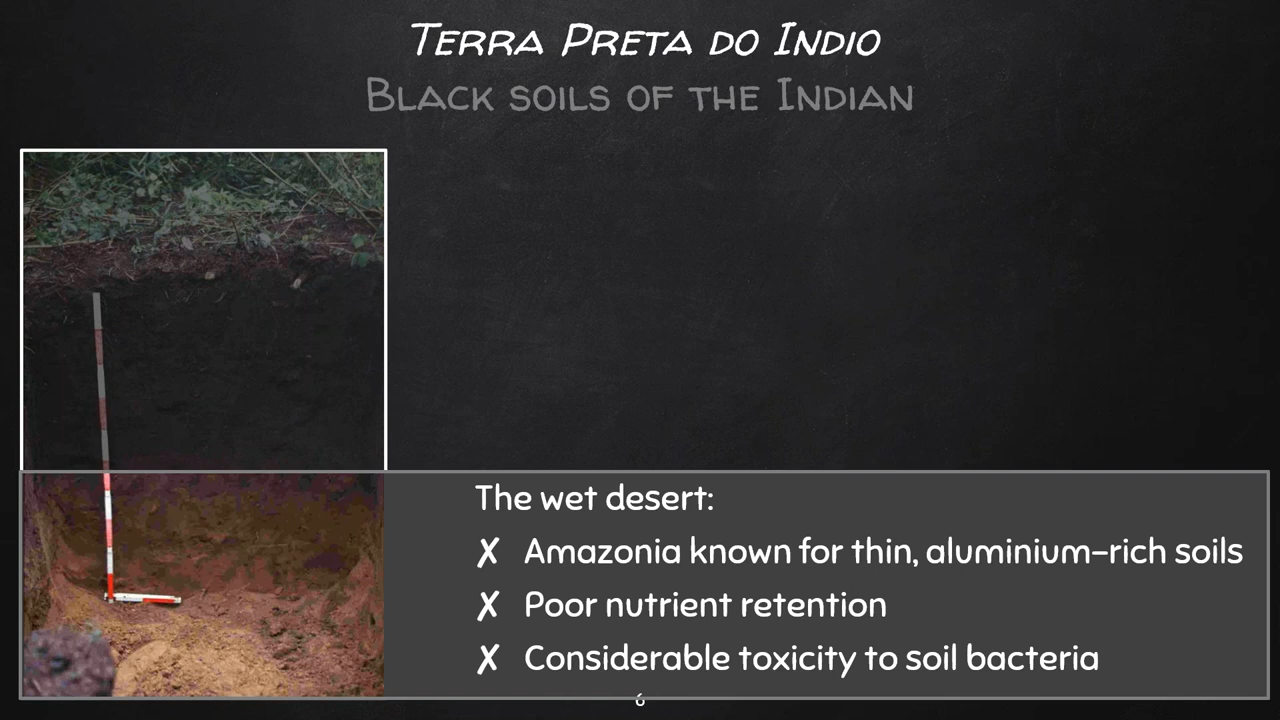 Terra Preta do Indio
Black soils of the Indian
The wet desert:
✗ Amazonia known for thin, aluminium-rich soils
✗ Poor nutrient retention
✗ Considerable toxicity to soil bacteria
6